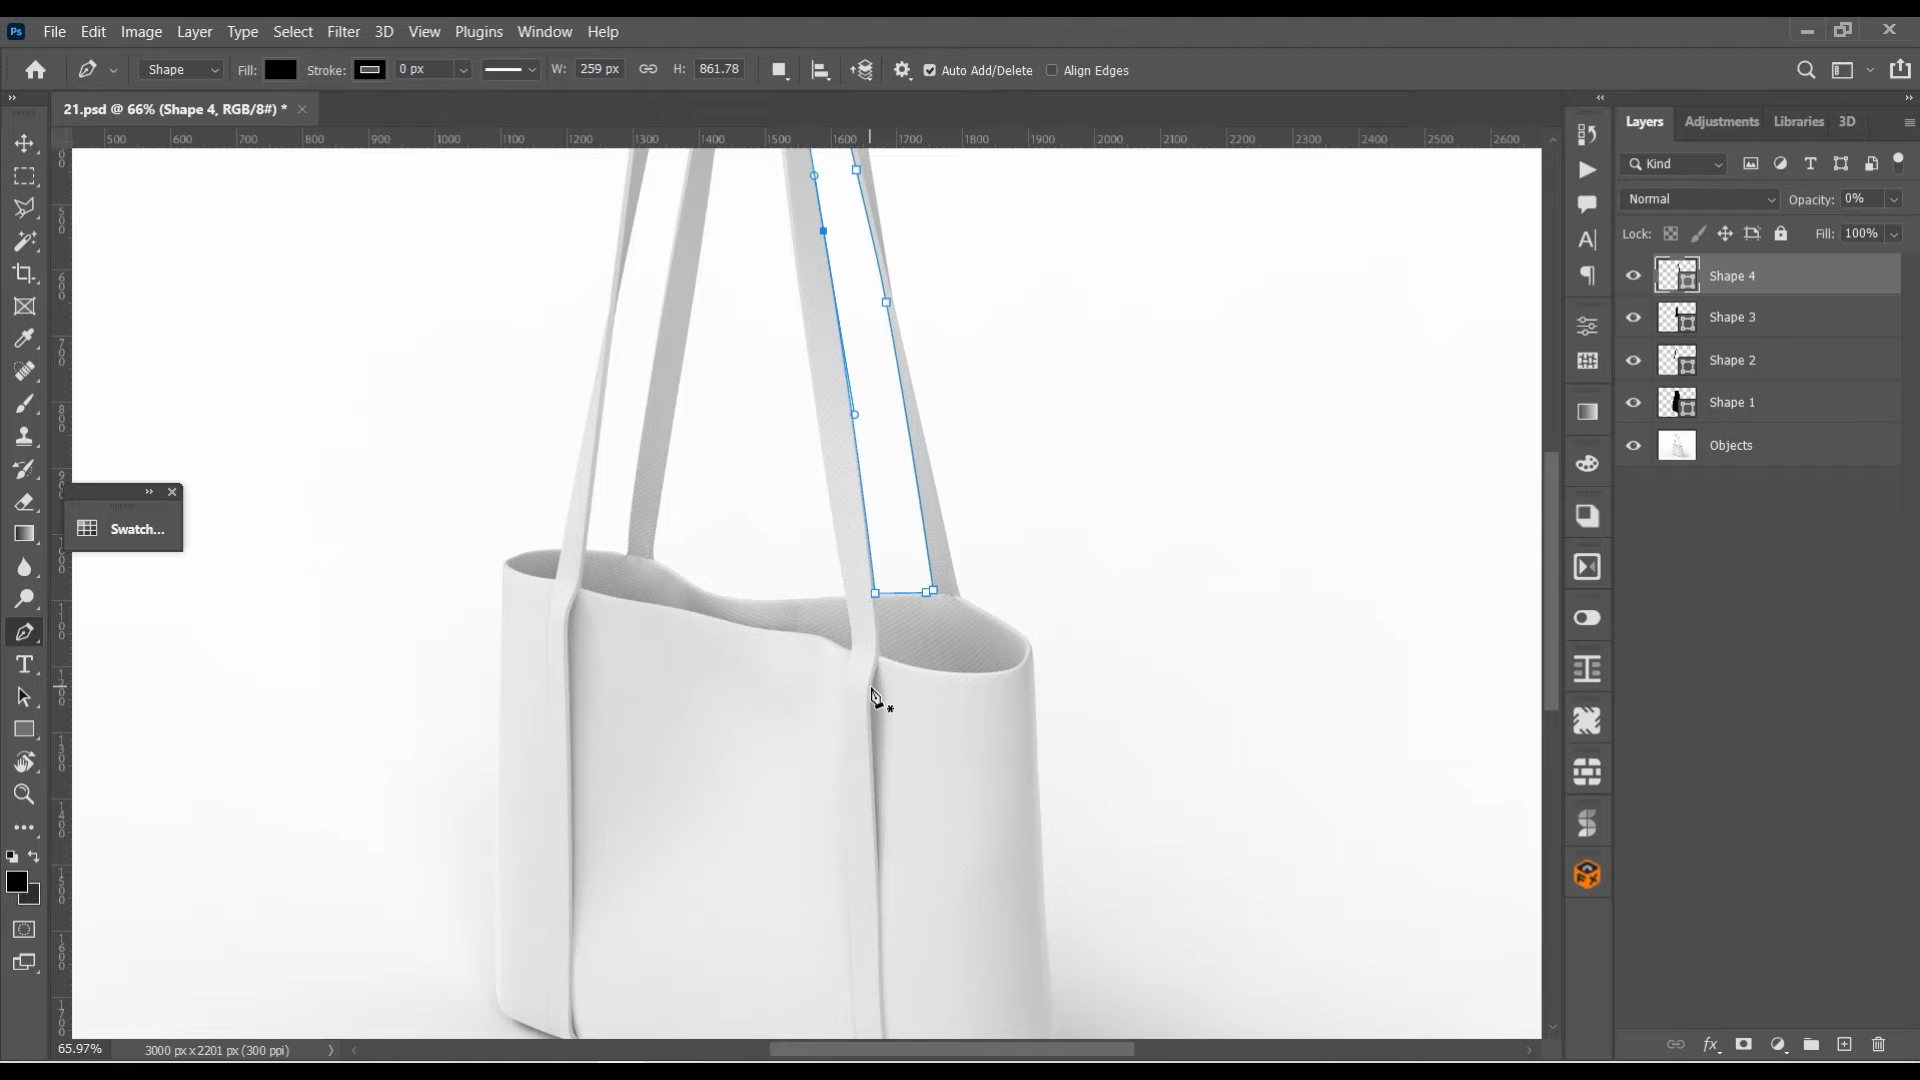 Ps File Edit Image Layer Type Select Filter 3D View Plugins Window Help
Shape Fill: Stroke: 0 px W: 259 px H: 861.78 Auto Add/Delete Align Edges
21.psd @ 66% (Shape 4, RGB/8#) *
500 600 700 800 900 1000 1100 1200 1300 1400 1500 1600 1700 1800 1900 2000 2100 2200 2300 2400 2500 2600
Layers Adjustments Libraries 3D
Kind
Normal Opacity: 0%
Lock: Fill: 100%
Shape 4
Shape 3
Shape 2
Shape 1
Objects
Swatch...
65.97% 3000 px x 2201 px (300 ppi)